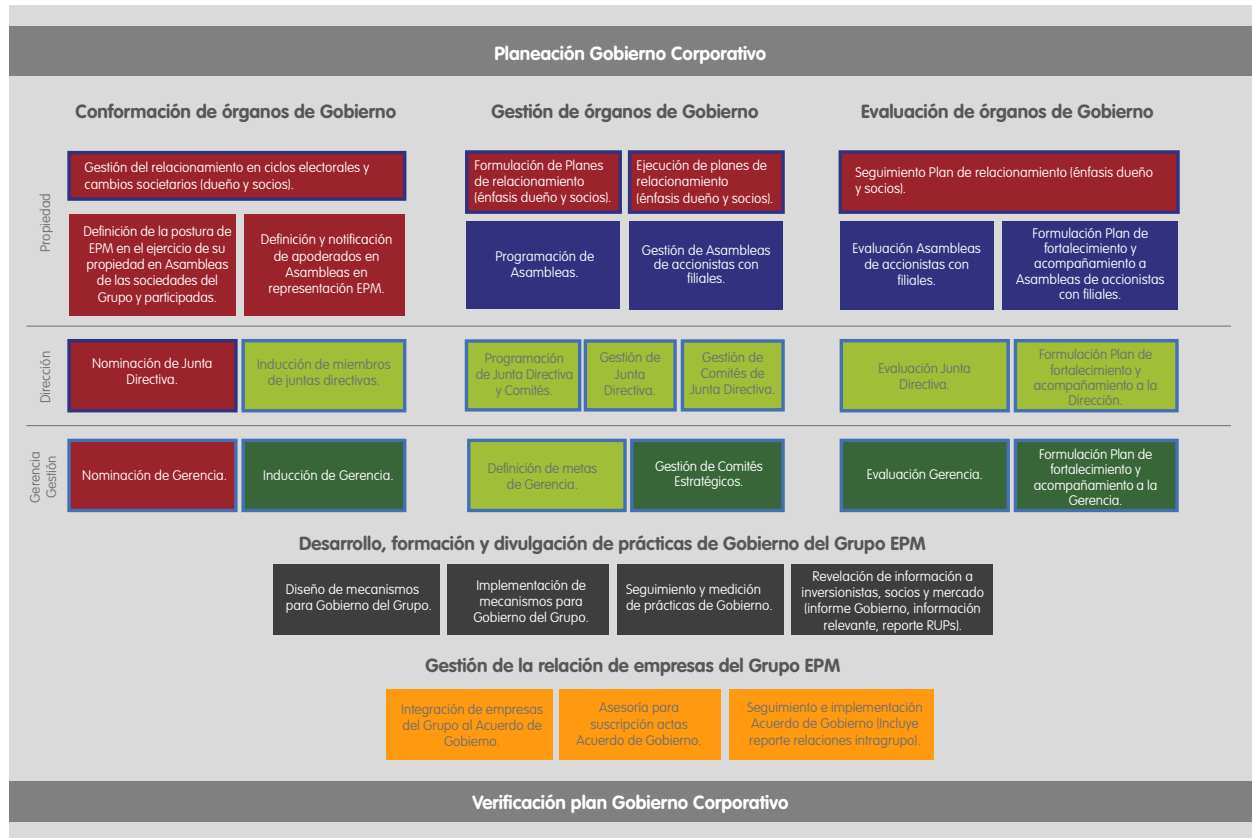 Planeación Gobierno Corporativo
Conformación de órganos de Gobierno
Gestión de órganos de Gobierno
Evaluación de órganos de Gobierno
Propiedad
Gestión del relacionamiento en ciclos electorales y
cambios societarios (dueño y socios).
Formulación de Planes
de relacionamiento
(énfasis dueño y socios).
Ejecución de planes de
relacionamiento
(énfasis dueño y socios).
Seguimiento Plan de relacionamiento (énfasis dueño
y socios).
Definición de la postura de
EPM en el ejercicio de su
propiedad en Asambleas
de las sociedades del
Grupo y participadas.
Definición y notificación
de apoderados en
Asambleas en
representación EPM.
Programación de
Asambleas.
Gestión de Asambleas
de accionistas con
filiales.
Evaluación Asambleas
de accionistas con
filiales.
Formulación Plan de
fortalecimiento y
acompañamiento a
Asambleas de accionistas
con filiales.
Dirección
Nominación de Junta
Directiva.
Inducción de miembros
de juntas directivas.
Programación
de Junta Directiva
y Comités.
Gestión de
Junta
Directiva.
Gestión de
Comités de
Junta Directiva.
Evaluación Junta
Directiva.
Formulación Plan de
fortalecimiento y
acompañamiento a la
Dirección.
Gerencia
Gestión
Nominación de Gerencia.
Inducción de Gerencia.
Definición de metas
de Gerencia.
Gestión de Comités
Estratégicos.
Evaluación Gerencia.
Formulación Plan de
fortalecimiento y
acompañamiento a la
Gerencia.
Desarrollo, formación y divulgación de prácticas de Gobierno del Grupo EPM
Diseño de mecanismos
para Gobierno del Grupo.
Implementación de
mecanismos para
Gobierno del Grupo.
Seguimiento y medición
de prácticas de Gobierno.
Revelación de información a
inversionistas, socios y mercado
(informe Gobierno, información
relevante, reporte RUPs).
Gestión de la relación de empresas del Grupo EPM
Integración de empresas
del Grupo al Acuerdo de
Gobierno.
Asesoría para
suscripción actas
Acuerdo de Gobierno.
Seguimiento e implementación
Acuerdo de Gobierno (Incluye
reporte relaciones intragrupo).
Verificación plan Gobierno Corporativo